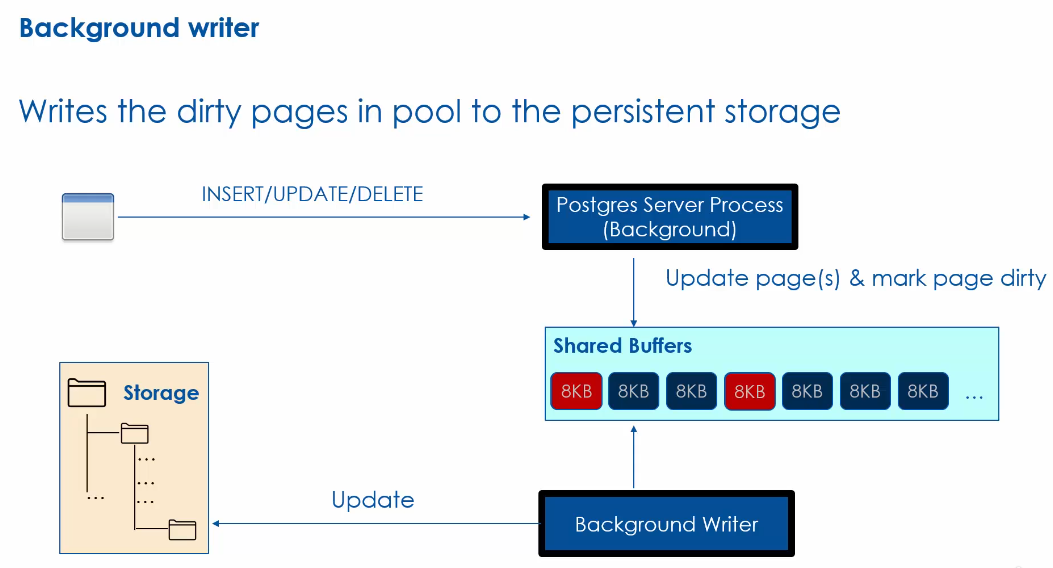 Background writer
Writes the dirty pages in pool to the persistent storage
INSERT/UPDATE/DELETE
Postgres Server Process
(Background)
Update page(s) & mark page dirty
Shared Buffers
8KB 8KB 8KB 8KB 8KB 8KB 8KB ...
Storage
...
...
...
...
Update
Background Writer